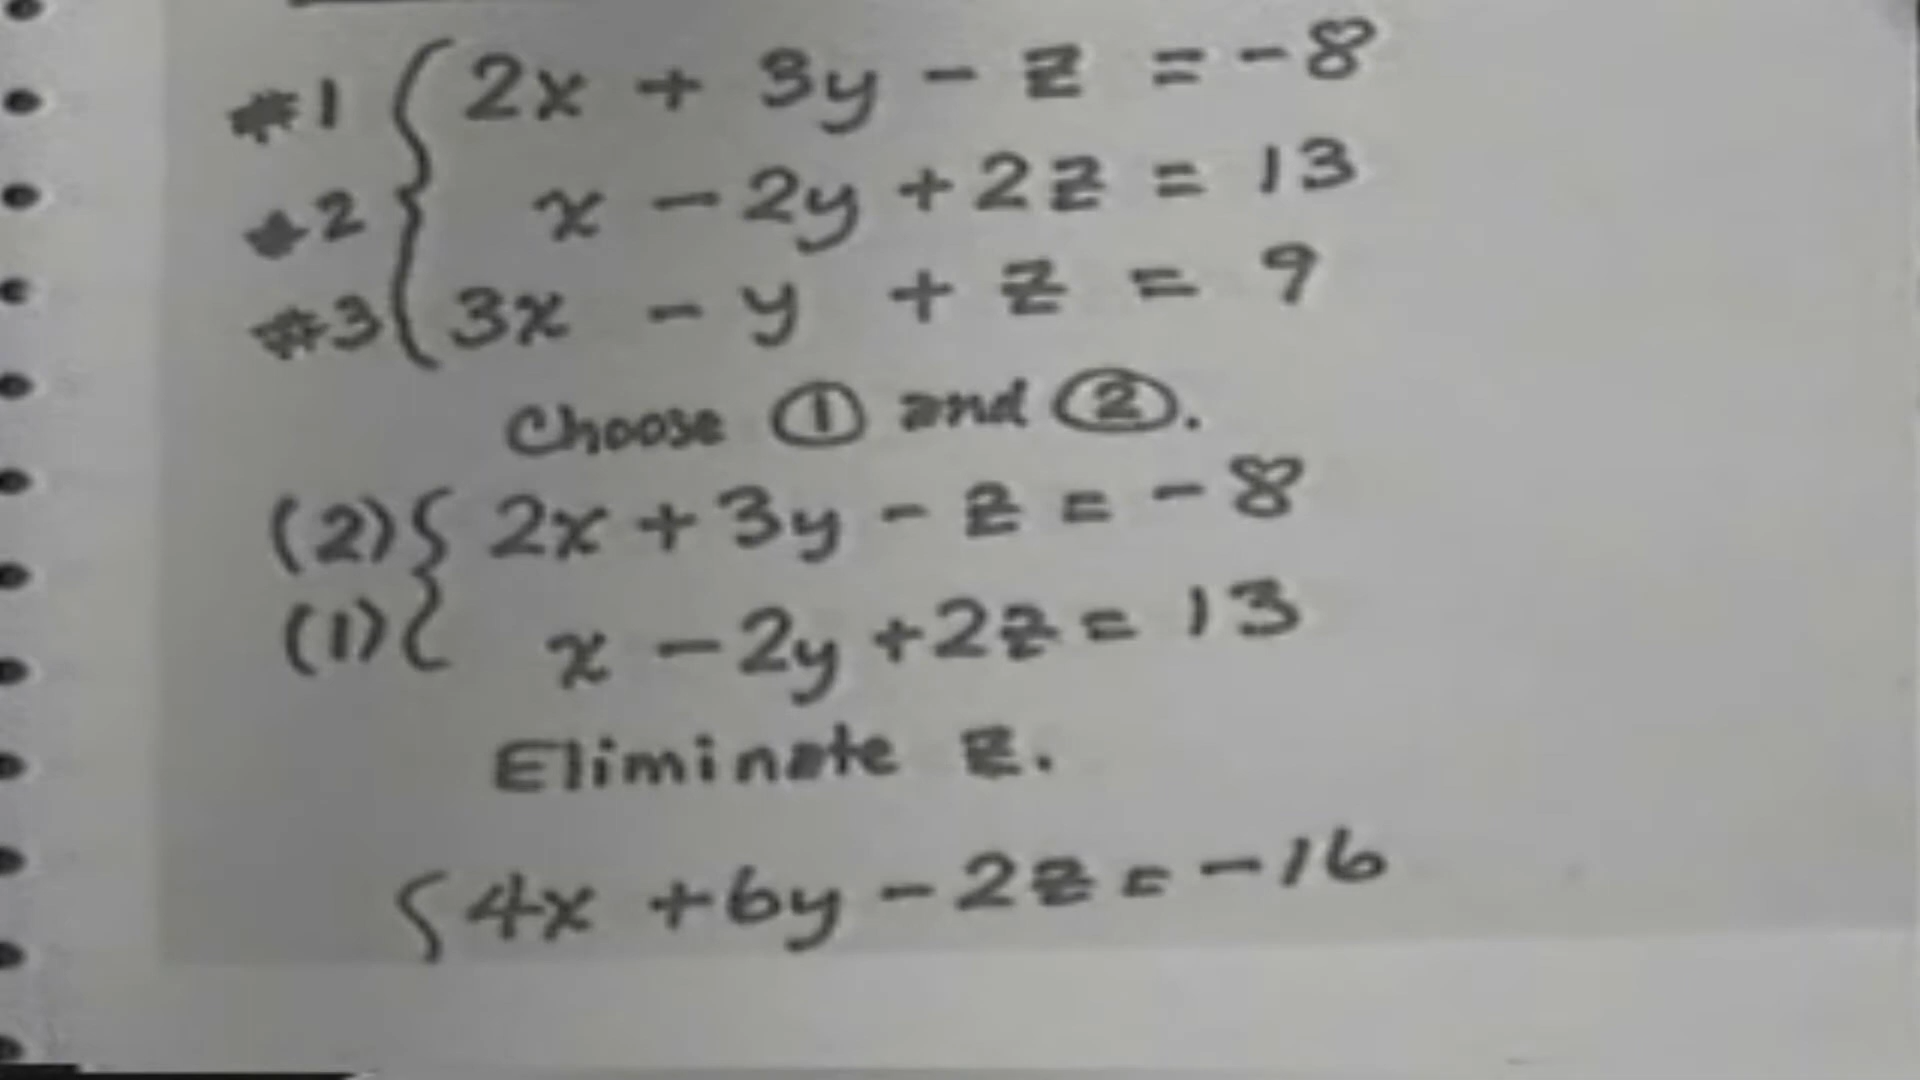 #1 { 2x + 3y - z = -8
#2 { x - 2y + 2z = 13
#3 { 3x - y + z = 9
Choose ① and ②.
(2) { 2x + 3y - z = -8
(1) { x - 2y + 2z = 13
Eliminate z.
{ 4x + 6y - 2z = -16